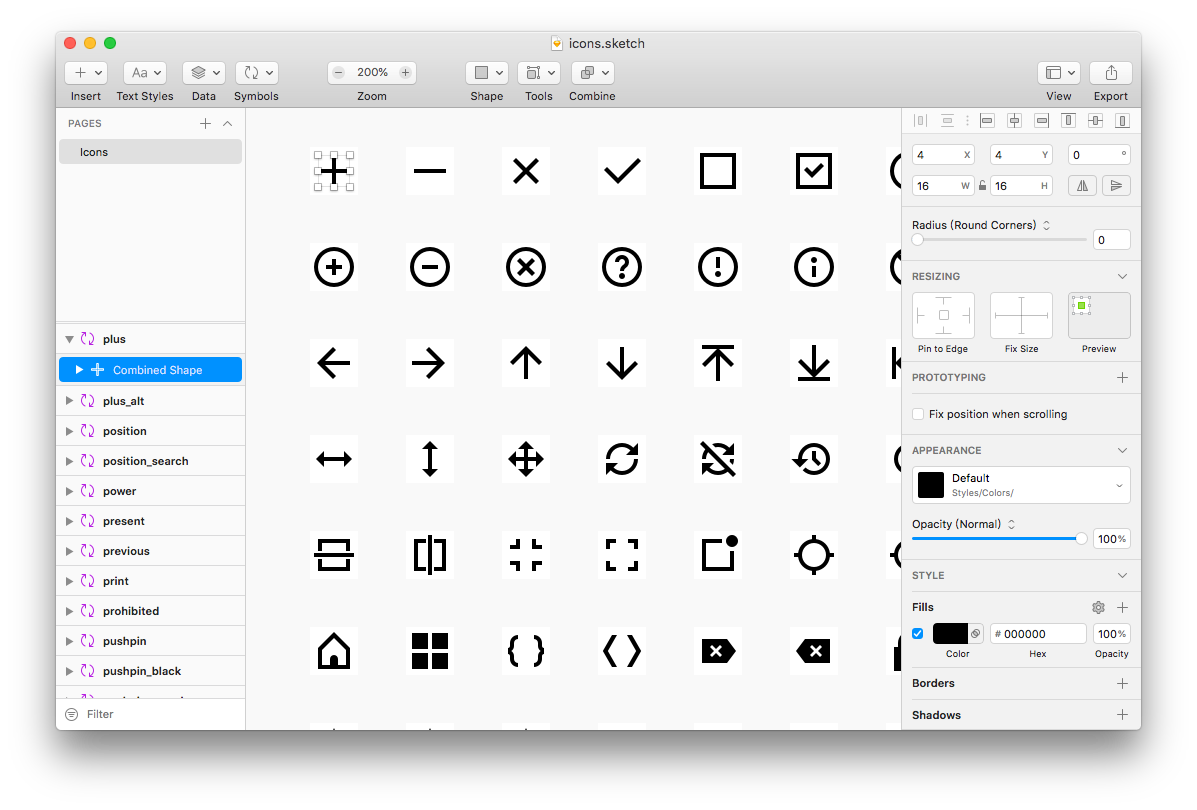 icons.sketch
200%
Aa
Insert
Text Styles
Data
Symbols
Zoom
Shape
Tools
Combine
View
Export
PAGES
Icons
plus
Combined Shape
plus_alt
position
position_search
power
present
previous
print
prohibited
pushpin
pushpin_black
Filter
4 X
4 Y
0 °
16 W
16 H
Radius (Round Corners)
0
RESIZING
Pin to Edge
Fix Size
Preview
PROTOTYPING
Fix position when scrolling
APPEARANCE
Default
Styles/Colors/
Opacity (Normal)
100%
STYLE
Fills
# 000000
100%
Color
Hex
Opacity
Borders
Shadows